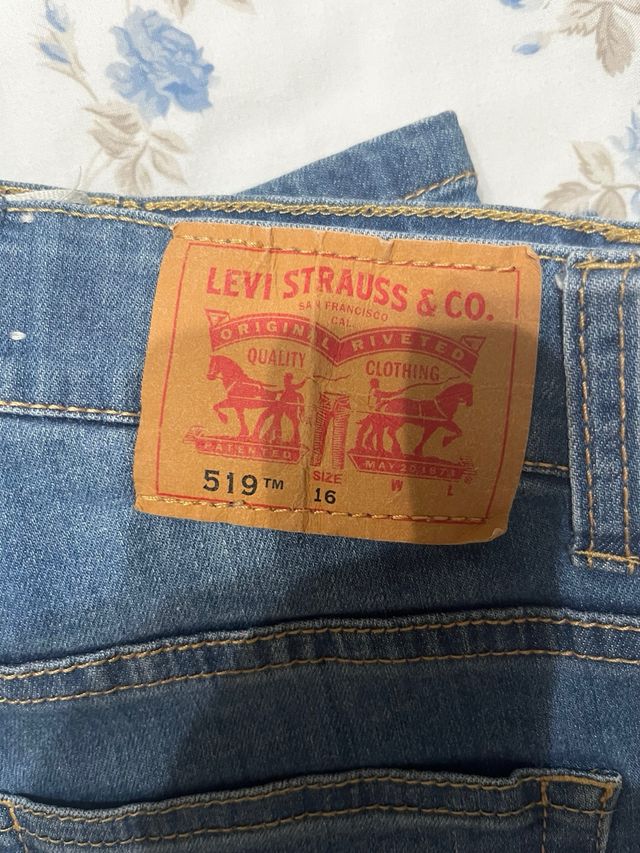 LEVI STRAUSS & CO.
SAN FRANCISCO
CAL.
ORIGINAL RIVETED
QUALITY CLOTHING
PATENTED MAY 20 1873
519™ SIZE 16 W L